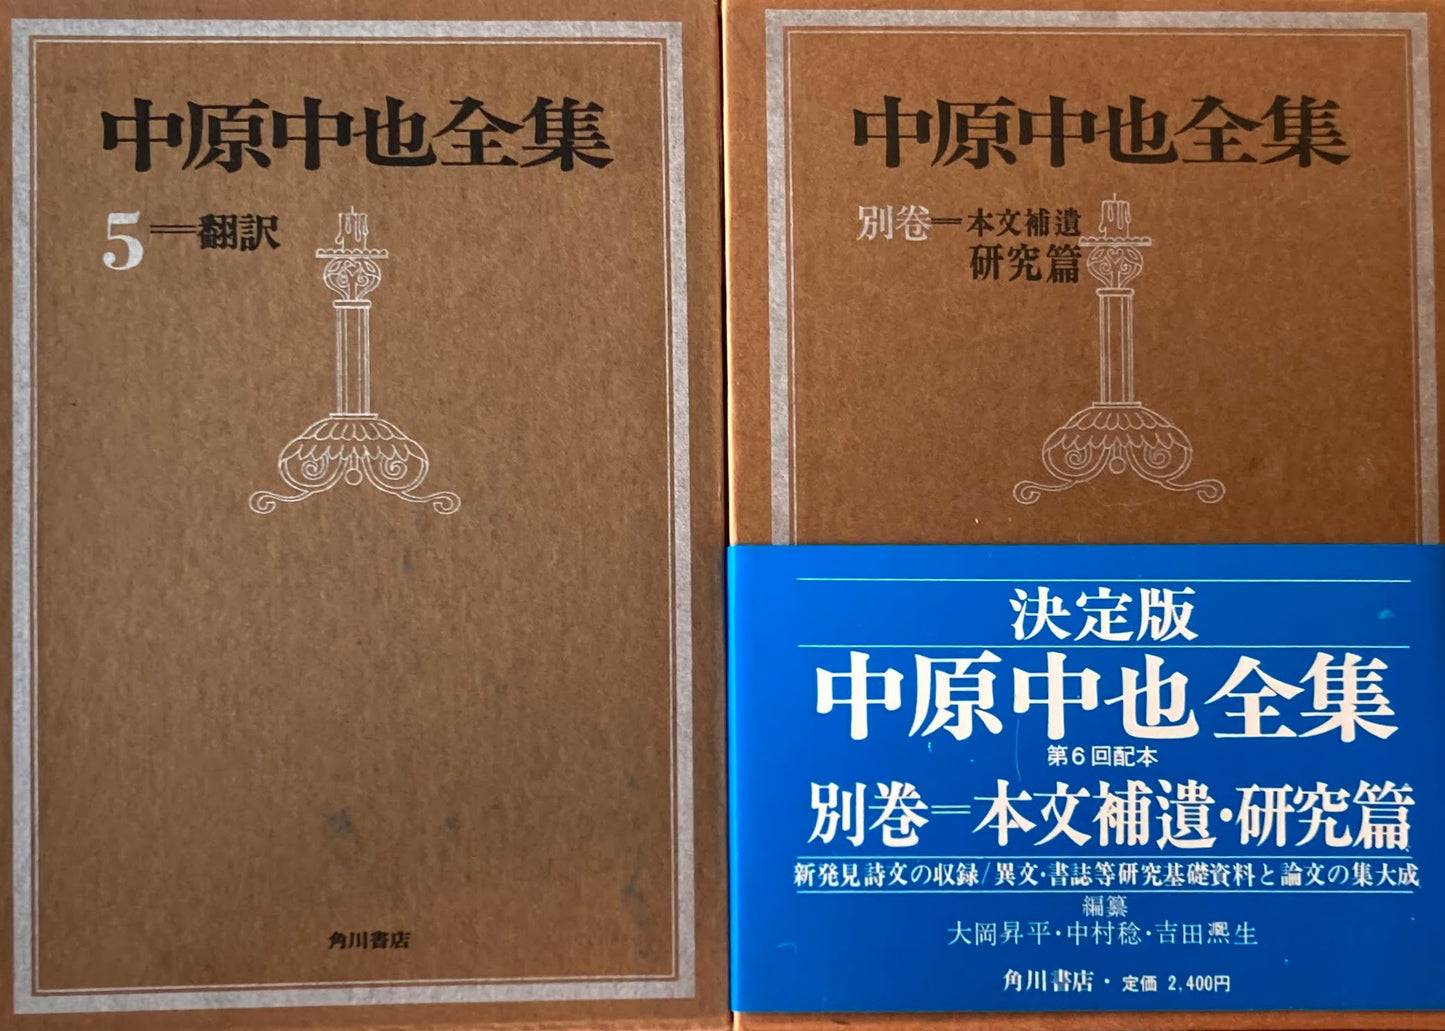 中原中也全集
5=翻訳
角川書店
中原中也全集
別巻=本文補遺
研究篇
決定版
中原中也全集
第6回配本
別巻=本文補遺・研究篇
新発見詩文の収録/異文・書誌等研究基礎資料と論文の集大成
編纂
大岡昇平・中村稔・吉田凞生
角川書店・定価 2,400円